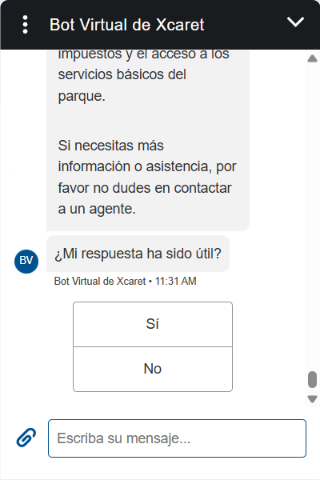 Bot Virtual de Xcaret
impuestos y el acceso a los
servicios básicos del
parque.
Si necesitas más
información o asistencia, por
favor no dudes en contactar
a un agente.
BV
¿Mi respuesta ha sido útil?
Bot Virtual de Xcaret • 11:31 AM
Sí
No
Escriba su mensaje...